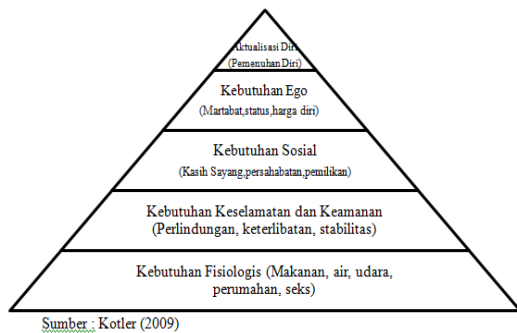 Aktualisasi Diri
(Pemenuhan Diri)
Kebutuhan Ego
(Martabat,status,harga diri)
Kebutuhan Sosial
(Kasih Sayang,persahabatan,pemilikan)
Kebutuhan Keselamatan dan Keamanan
(Perlindungan, keterlibatan, stabilitas)
Kebutuhan Fisiologis (Makanan, air, udara,
perumahan, seks)
Sumber : Kotler (2009)